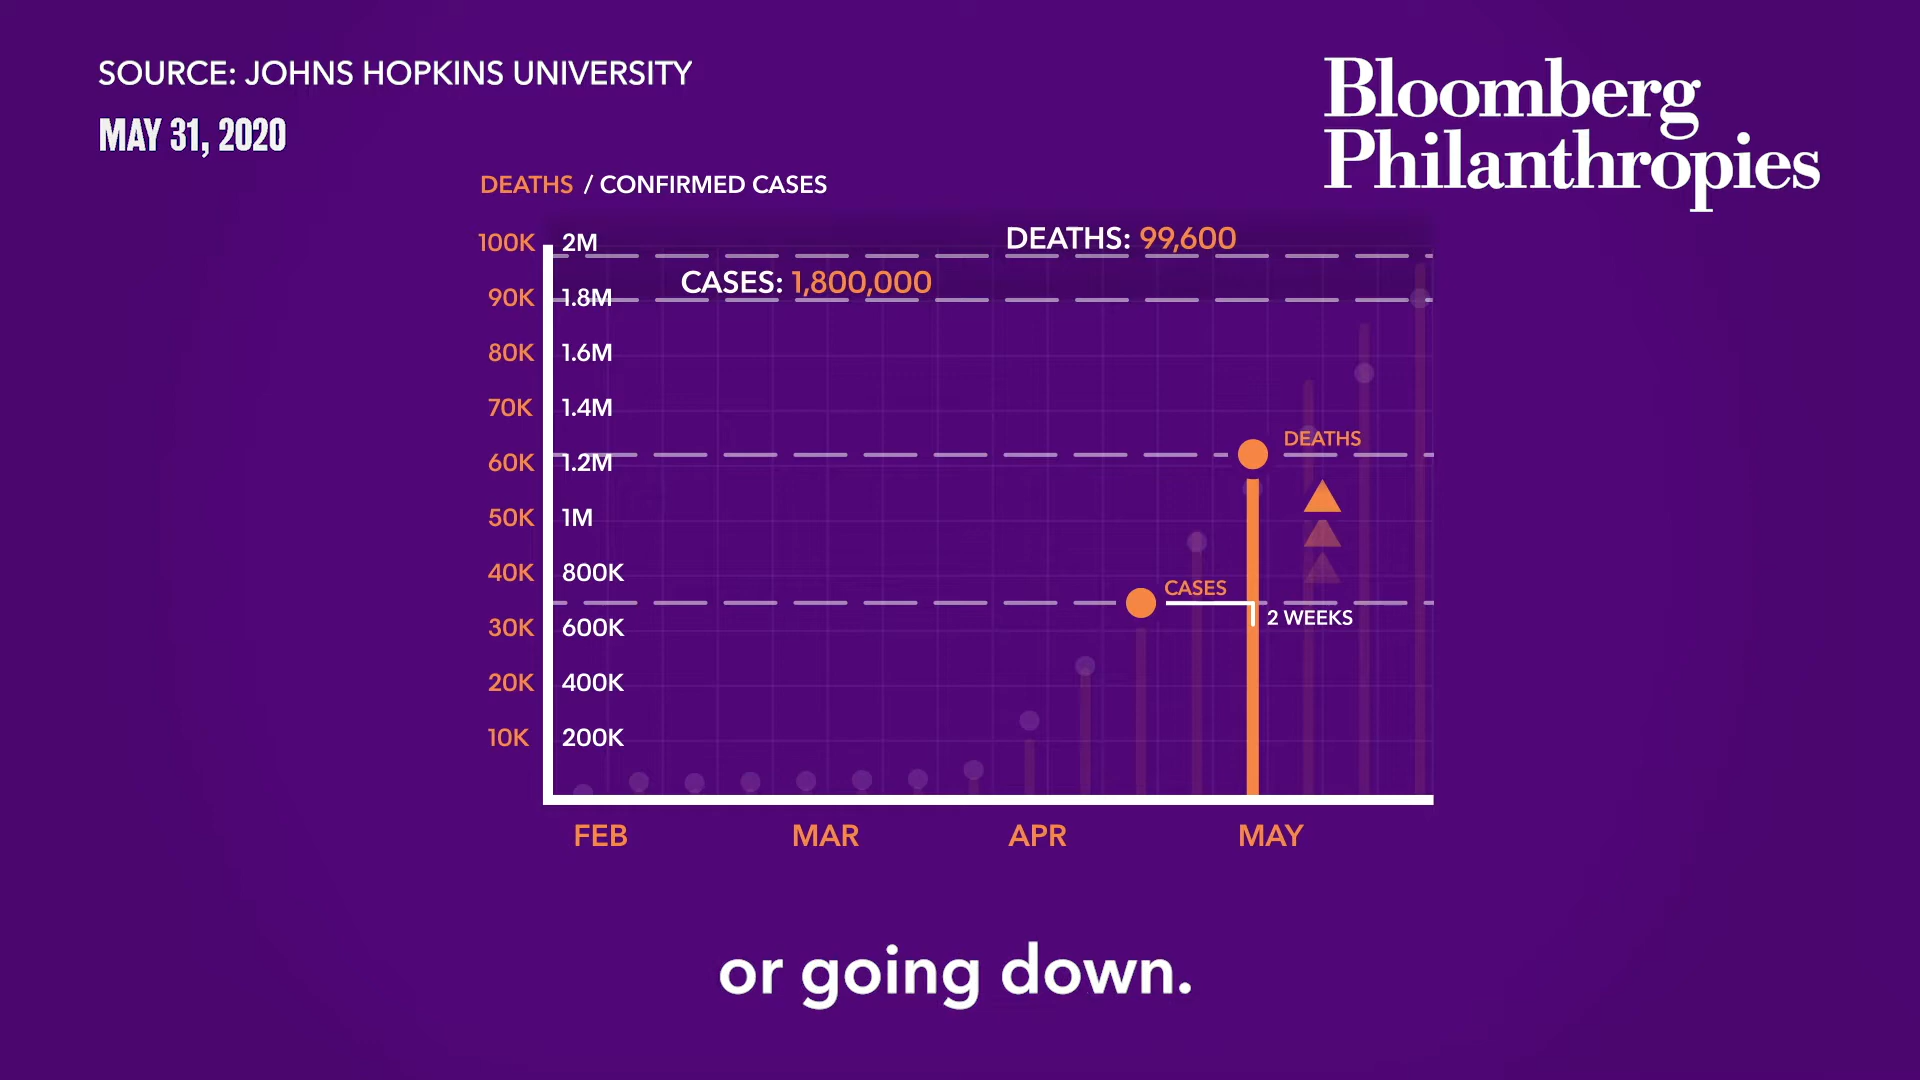 SOURCE: JOHNS HOPKINS UNIVERSITY
MAY 31, 2020
Bloomberg
Philanthropies
DEATHS / CONFIRMED CASES
100K 2M
DEATHS: 99,600
CASES: 1,800,000
90K 1.8M
80K 1.6M
70K 1.4M
DEATHS
60K 1.2M
50K 1M
40K 800K
CASES
2 WEEKS
30K 600K
20K 400K
10K 200K
FEB MAR APR MAY
or going down.